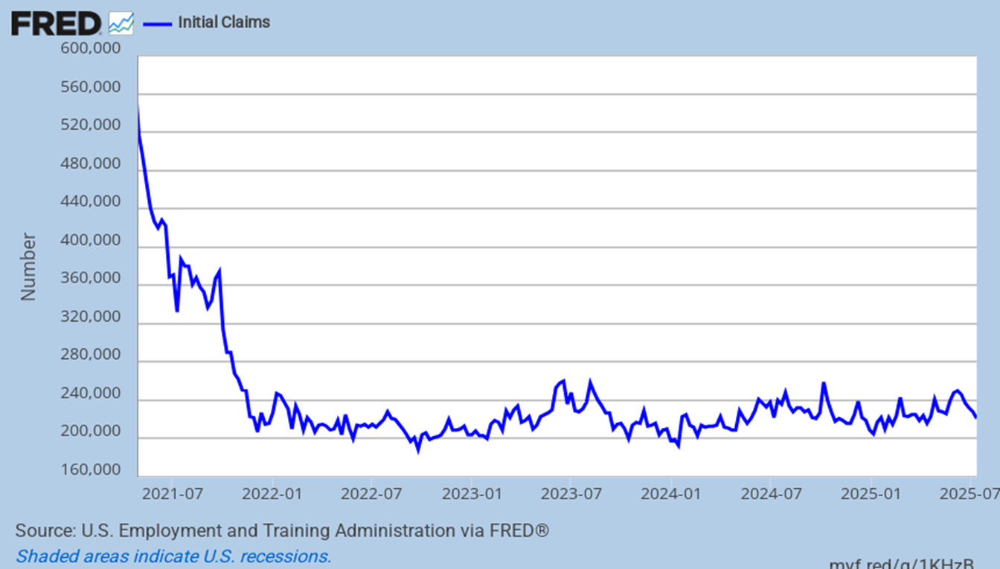 FRED Initial Claims
600,000
560,000
520,000
480,000
440,000
400,000
360,000
320,000
280,000
240,000
200,000
160,000
Number
2021-07 2022-01 2022-07 2023-01 2023-07 2024-01 2024-07 2025-01 2025-07
Source: U.S. Employment and Training Administration via FRED®
Shaded areas indicate U.S. recessions.
myf.red/g/1KHzB